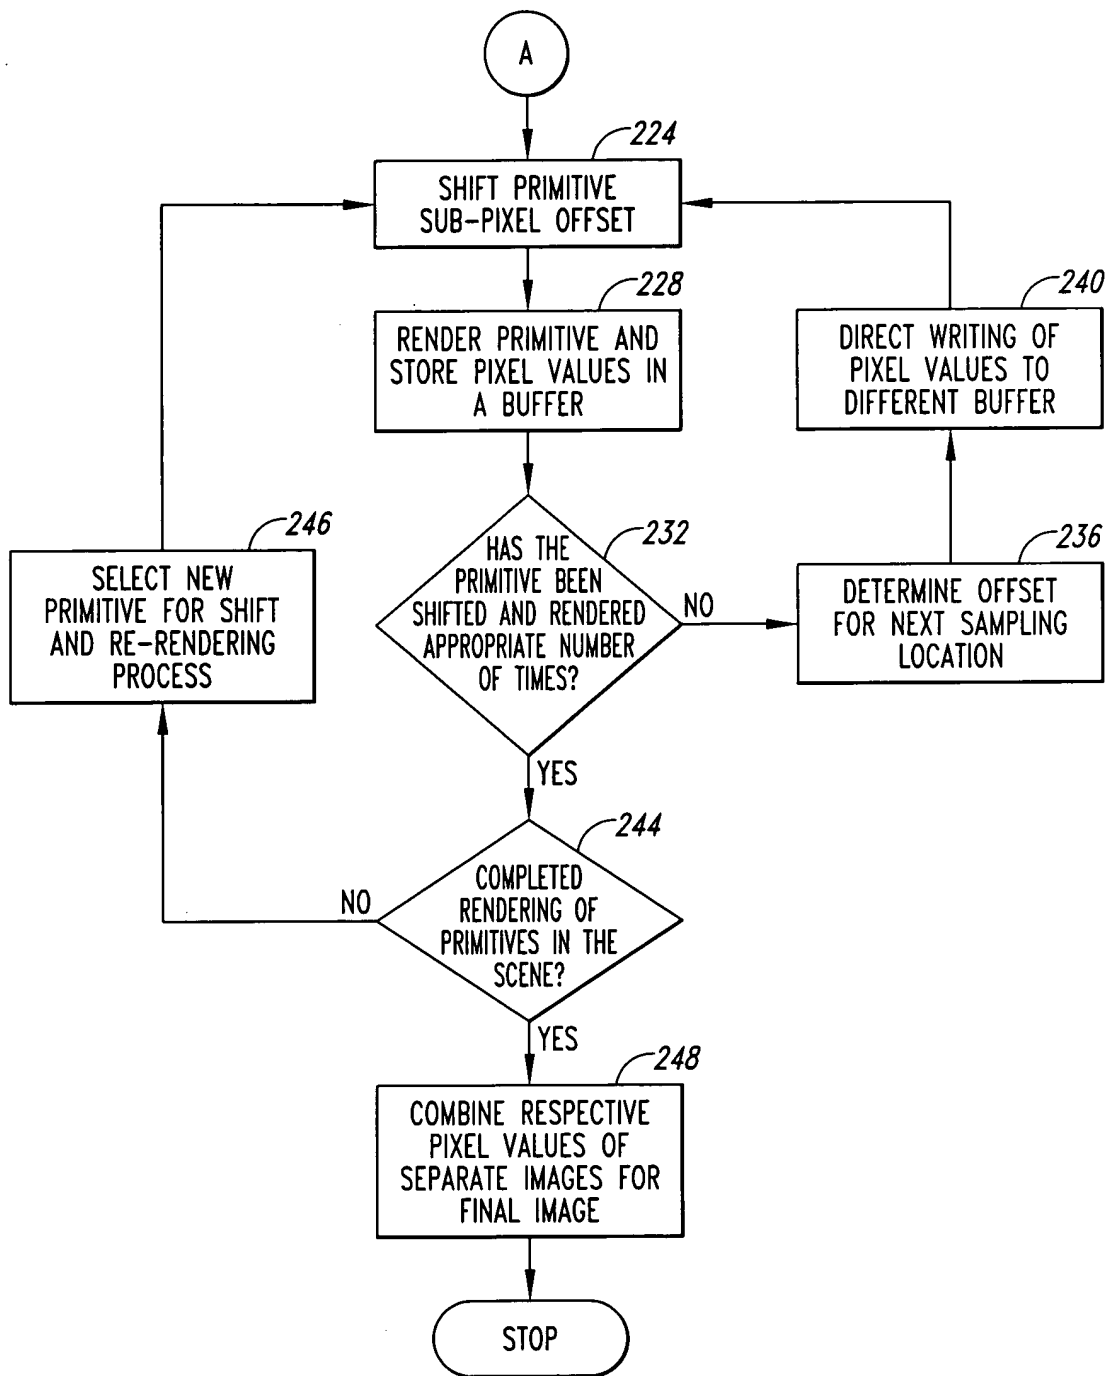 A
224
SHIFT PRIMITIVE
SUB-PIXEL OFFSET
228
RENDER PRIMITIVE AND
STORE PIXEL VALUES IN
A BUFFER
240
DIRECT WRITING OF
PIXEL VALUES TO
DIFFERENT BUFFER
246
SELECT NEW
PRIMITIVE FOR SHIFT
AND RE-RENDERING
PROCESS
232
HAS THE
PRIMITIVE BEEN
SHIFTED AND RENDERED
APPROPRIATE NUMBER
OF TIMES?
NO
236
DETERMINE OFFSET
FOR NEXT SAMPLING
LOCATION
YES
244
COMPLETED
RENDERING OF
PRIMITIVES IN THE
SCENE?
NO
YES
248
COMBINE RESPECTIVE
PIXEL VALUES OF
SEPARATE IMAGES FOR
FINAL IMAGE
STOP